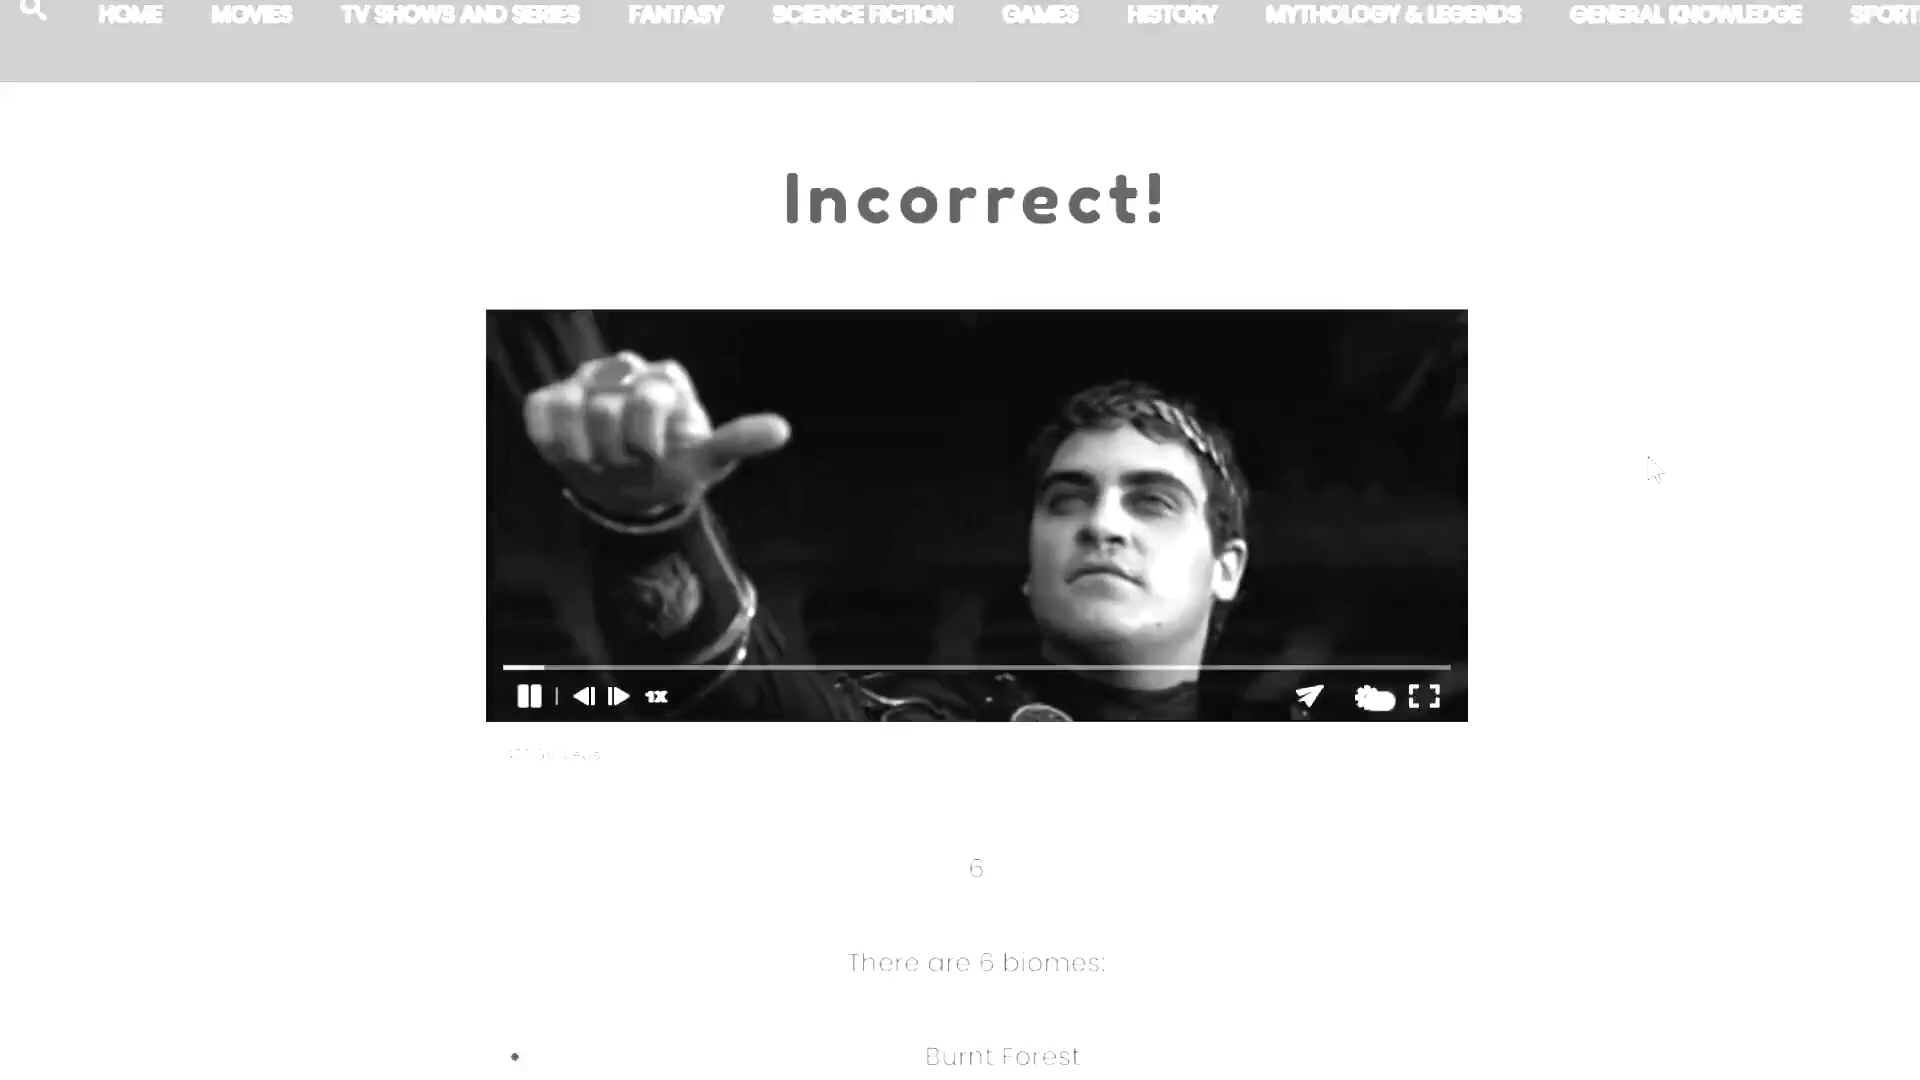 HOME MOVIES TV SHOWS AND SERIES FANTASY SCIENCE FICTION GAMES HISTORY MYTHOLOGY & LEGENDS GENERAL KNOWLEDGE SPORT
Incorrect!
1X
6
There are 6 biomes:
• Burnt Forest